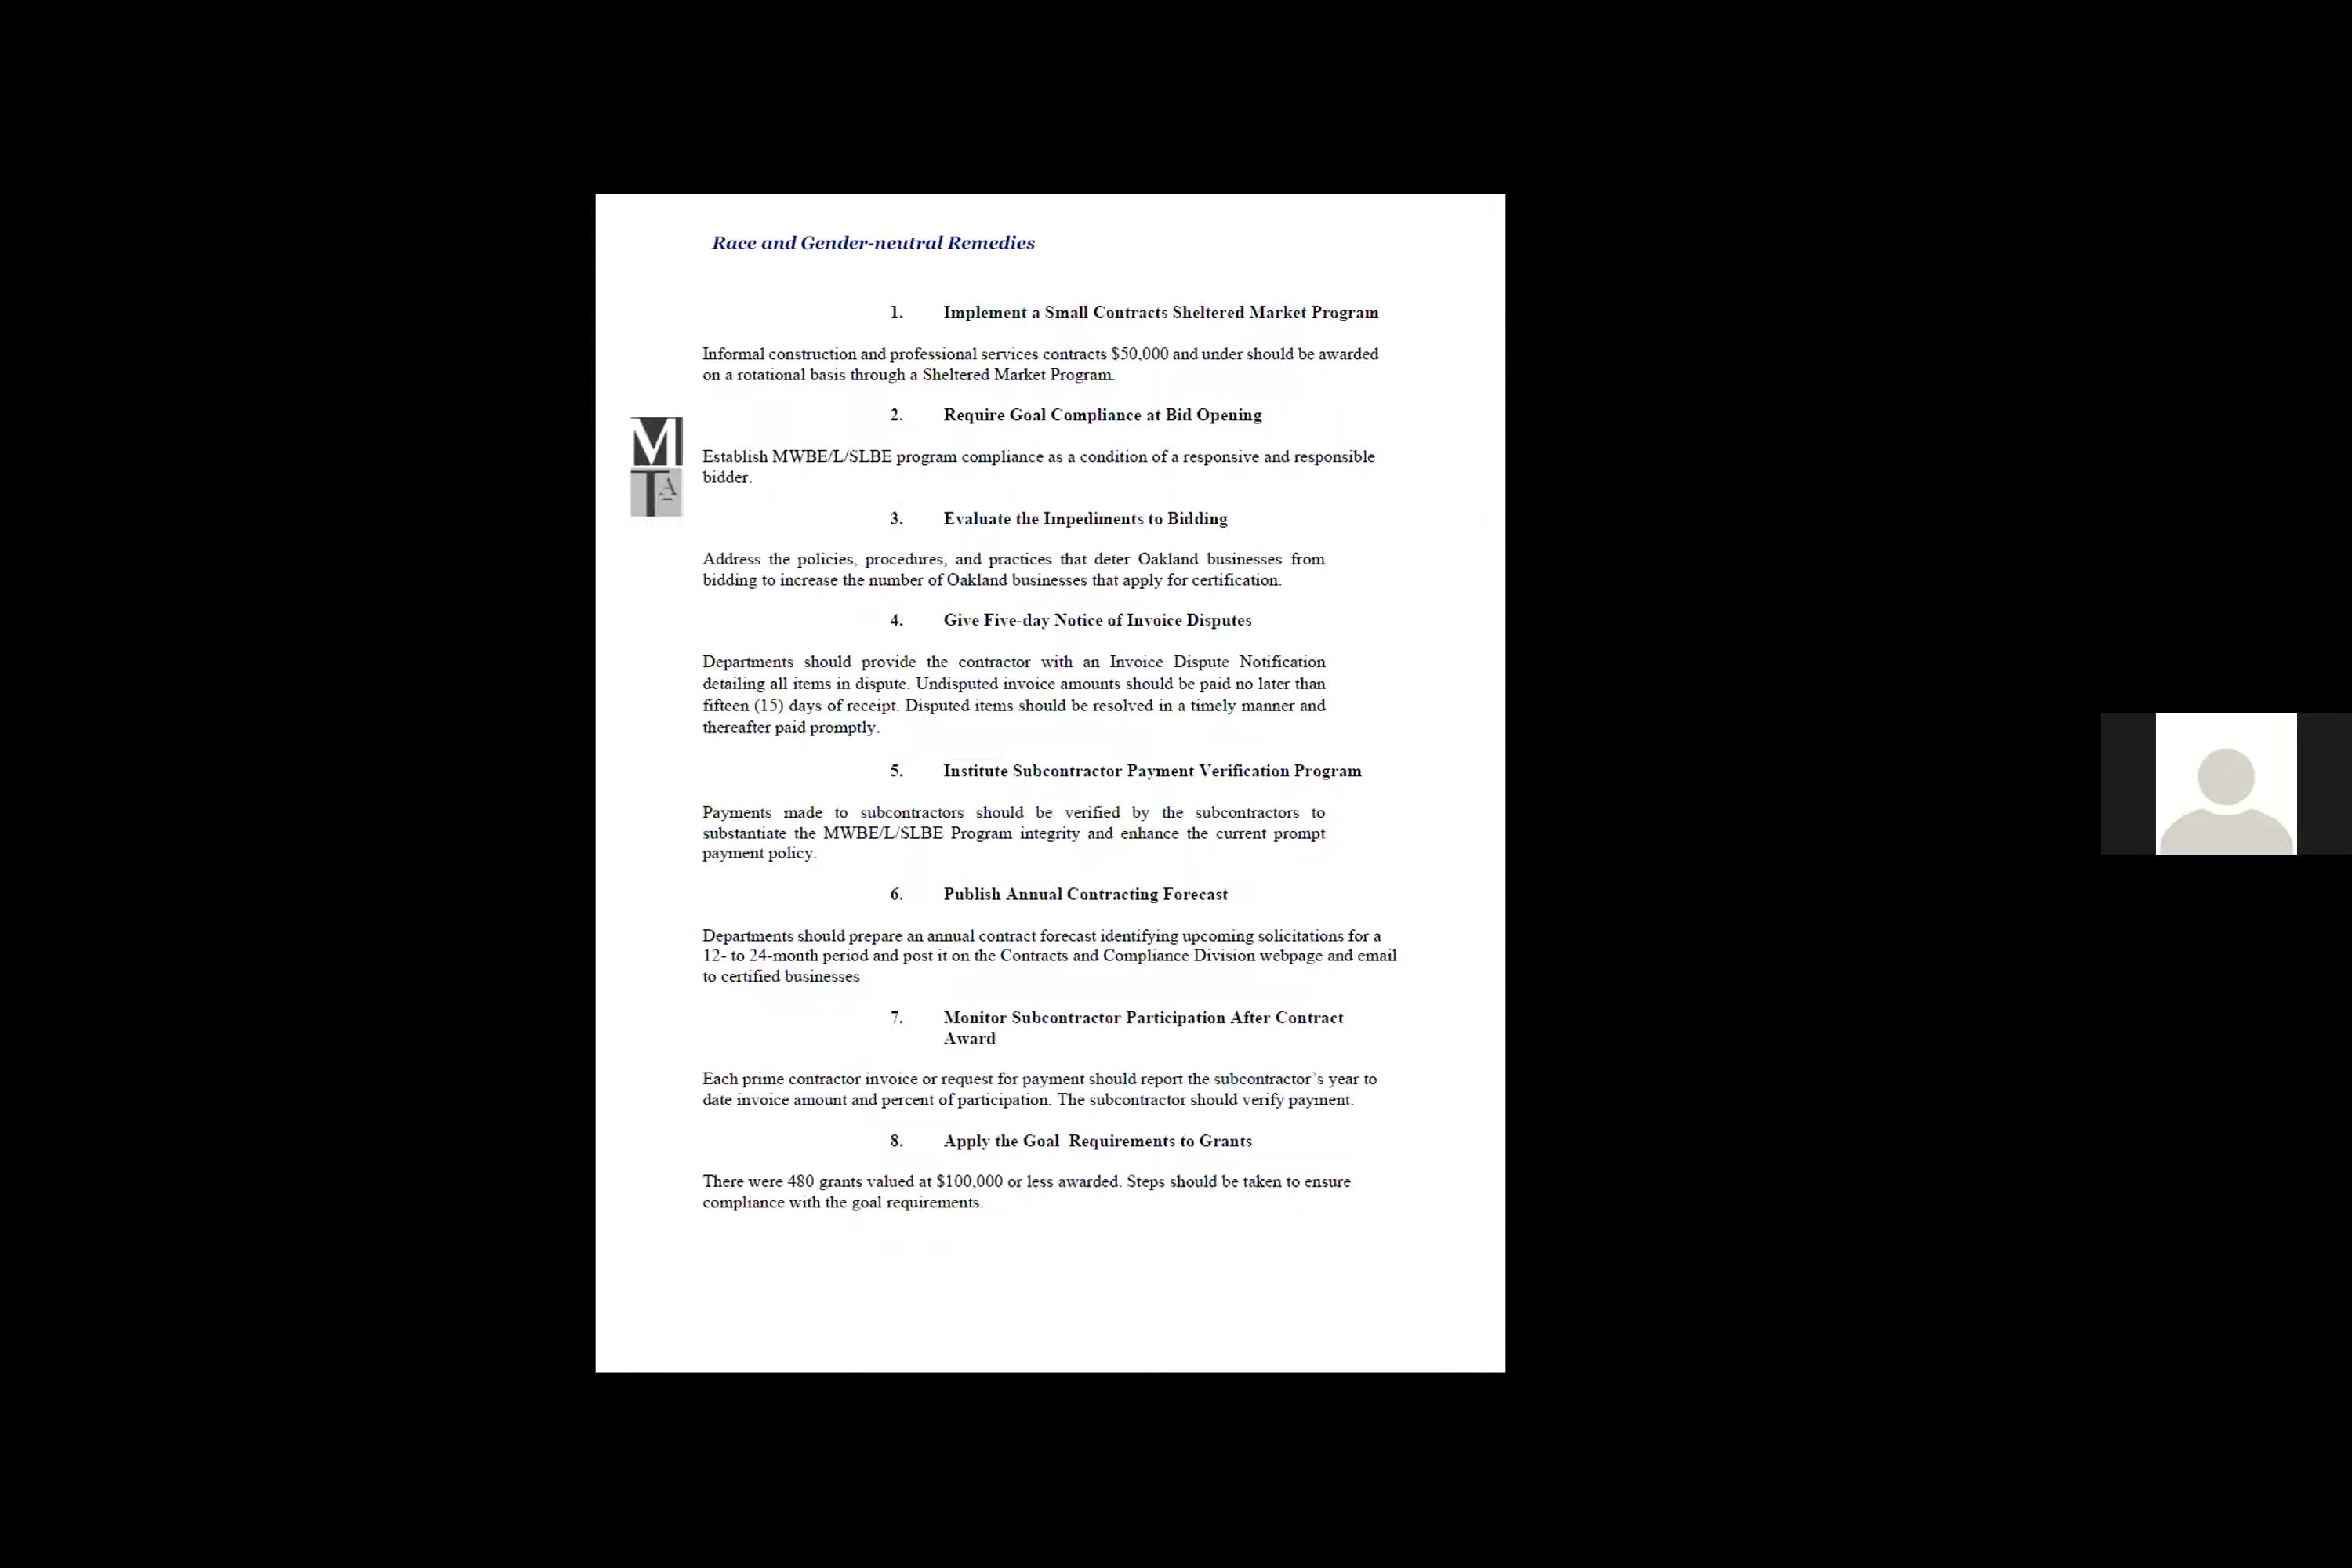 Race and Gender-neutral Remedies
1. Implement a Small Contracts Sheltered Market Program
Informal construction and professional services contracts $50,000 and under should be awarded
on a rotational basis through a Sheltered Market Program.
2. Require Goal Compliance at Bid Opening
M
TA
Establish MWBE/L/SLBE program compliance as a condition of a responsive and responsible
bidder.
3. Evaluate the Impediments to Bidding
Address the policies, procedures, and practices that deter Oakland businesses from
bidding to increase the number of Oakland businesses that apply for certification.
4. Give Five-day Notice of Invoice Disputes
Departments should provide the contractor with an Invoice Dispute Notification
detailing all items in dispute. Undisputed invoice amounts should be paid no later than
fifteen (15) days of receipt. Disputed items should be resolved in a timely manner and
thereafter paid promptly.
5. Institute Subcontractor Payment Verification Program
Payments made to subcontractors should be verified by the subcontractors to
substantiate the MWBE/L/SLBE Program integrity and enhance the current prompt
payment policy.
6. Publish Annual Contracting Forecast
Departments should prepare an annual contract forecast identifying upcoming solicitations for a
12- to 24-month period and post it on the Contracts and Compliance Division webpage and email
to certified businesses
7. Monitor Subcontractor Participation After Contract
Award
Each prime contractor invoice or request for payment should report the subcontractor`s year to
date invoice amount and percent of participation. The subcontractor should verify payment.
8. Apply the Goal  Requirements to Grants
There were 480 grants valued at $100,000 or less awarded. Steps should be taken to ensure
compliance with the goal requirements.